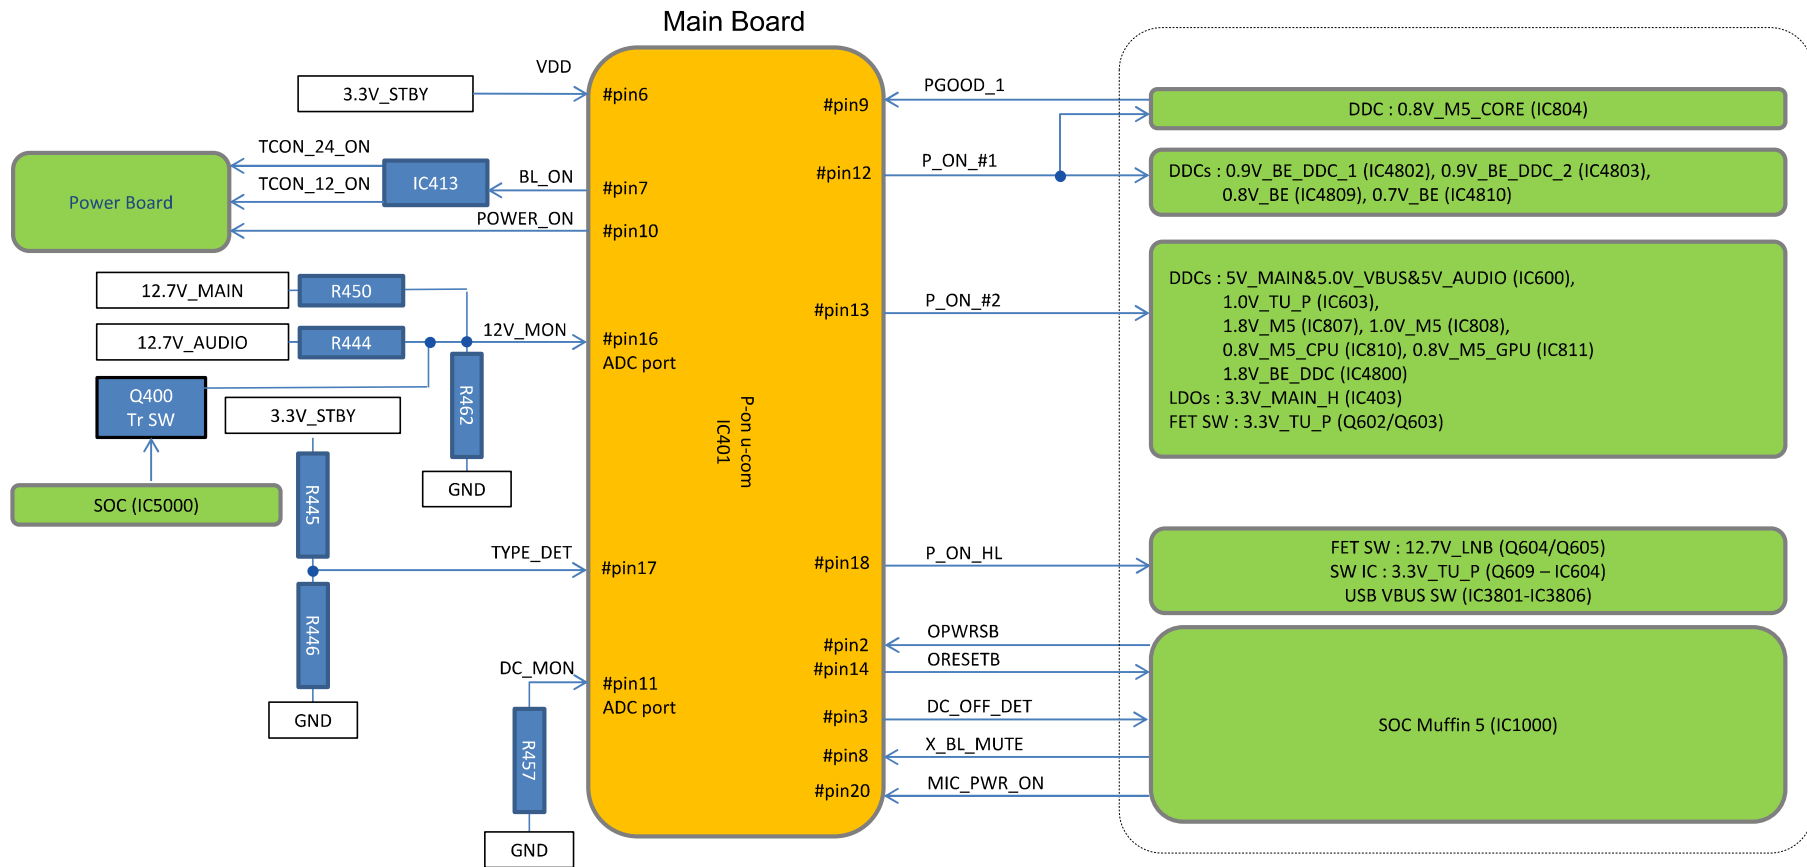 Main Board
VDD
3.3V_STBY
#pin6
TCON_24_ON
TCON_12_ON
IC413
BL_ON
#pin7
Power Board
POWER_ON
#pin10
12.7V_MAIN
R450
12.7V_AUDIO
R444
12V_MON
#pin16
ADC port
Q400
Tr SW
3.3V_STBY
R462
GND
SOC (IC5000)
R445
TYPE_DET
#pin17
R446
GND
DC_MON
#pin11
ADC port
R457
GND
P-on u-com
IC401
#pin9
PGOOD_1
DDC : 0.8V_M5_CORE (IC804)
#pin12
P_ON_#1
DDCs : 0.9V_BE_DDC_1 (IC4802), 0.9V_BE_DDC_2 (IC4803),
0.8V_BE (IC4809), 0.7V_BE (IC4810)
#pin13
P_ON_#2
DDCs : 5V_MAIN&5.0V_VBUS&5V_AUDIO (IC600),
1.0V_TU_P (IC603),
1.8V_M5 (IC807), 1.0V_M5 (IC808),
0.8V_M5_CPU (IC810), 0.8V_M5_GPU (IC811)
1.8V_BE_DDC (IC4800)
LDOs : 3.3V_MAIN_H (IC403)
FET SW : 3.3V_TU_P (Q602/Q603)
#pin18
P_ON_HL
FET SW : 12.7V_LNB (Q604/Q605)
SW IC : 3.3V_TU_P (Q609 – IC604)
USB VBUS SW (IC3801-IC3806)
#pin2
OPWRSB
#pin14
ORESETB
#pin3
DC_OFF_DET
#pin8
X_BL_MUTE
#pin20
MIC_PWR_ON
SOC Muffin 5 (IC1000)